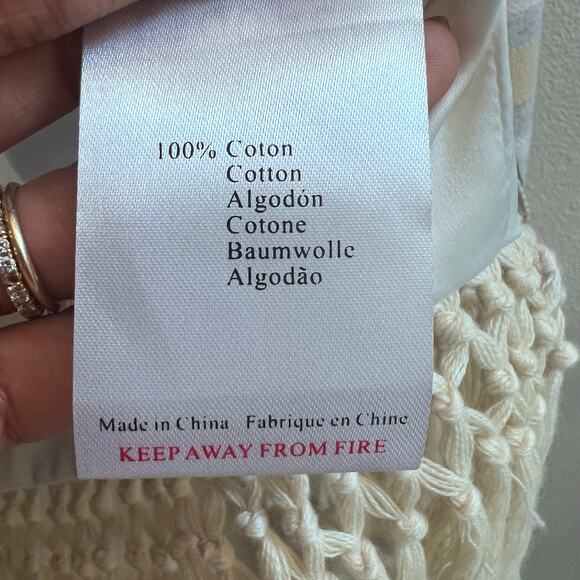 100% Coton
Cotton
Algodón
Cotone
Baumwolle
Algodão
Made in China Fabrique en Chine
KEEP AWAY FROM FIRE